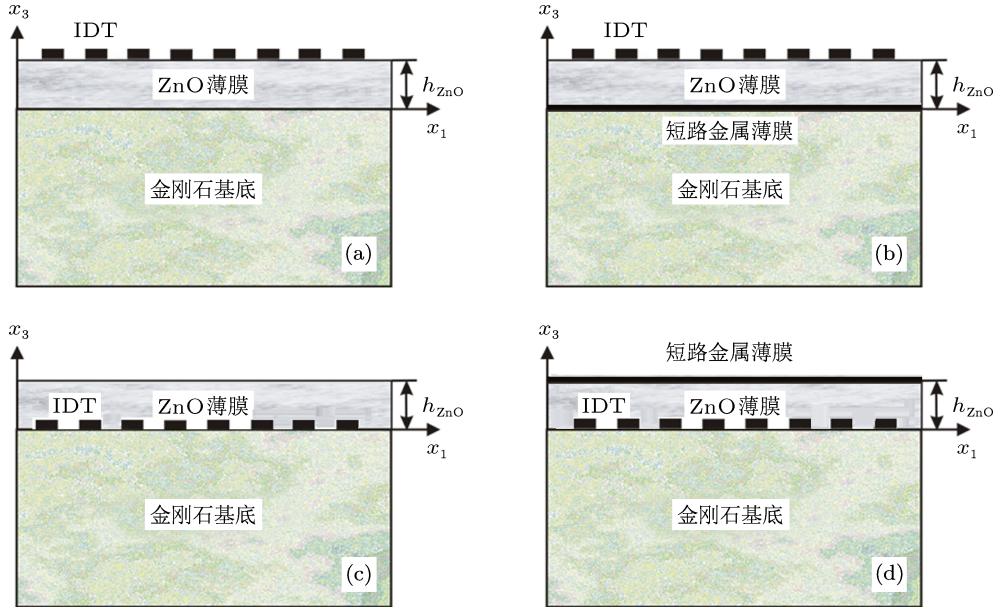 x₃
IDT
ZnO薄膜
hZnO
x₁
金刚石基底
(a)
x₃
IDT
ZnO薄膜
hZnO
x₁
短路金属薄膜
金刚石基底
(b)
x₃
IDT
ZnO薄膜
hZnO
x₁
金刚石基底
(c)
x₃
短路金属薄膜
IDT
ZnO薄膜
hZnO
x₁
金刚石基底
(d)